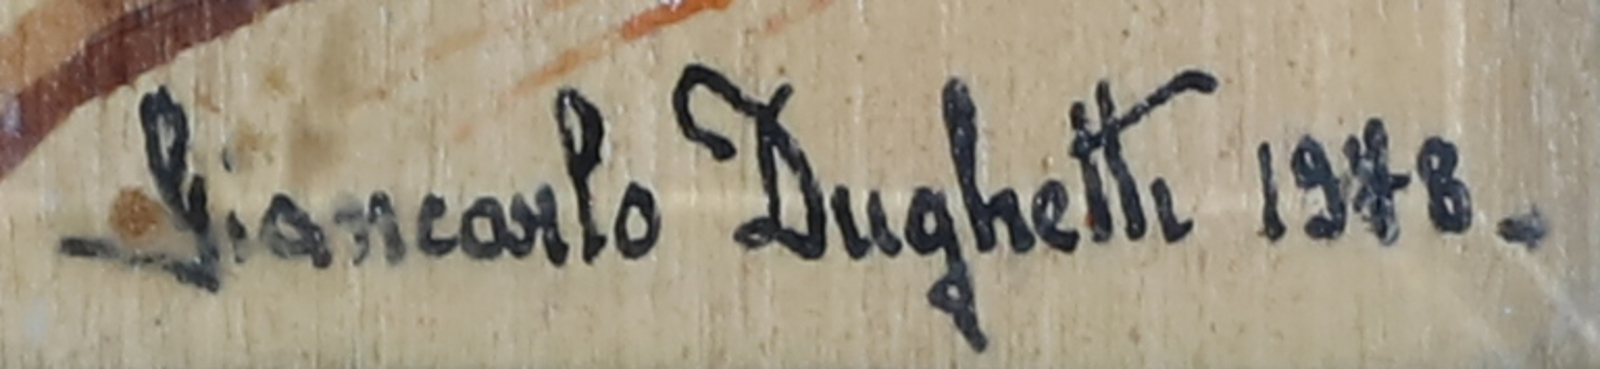 Giancarlo Dughetti 1948.